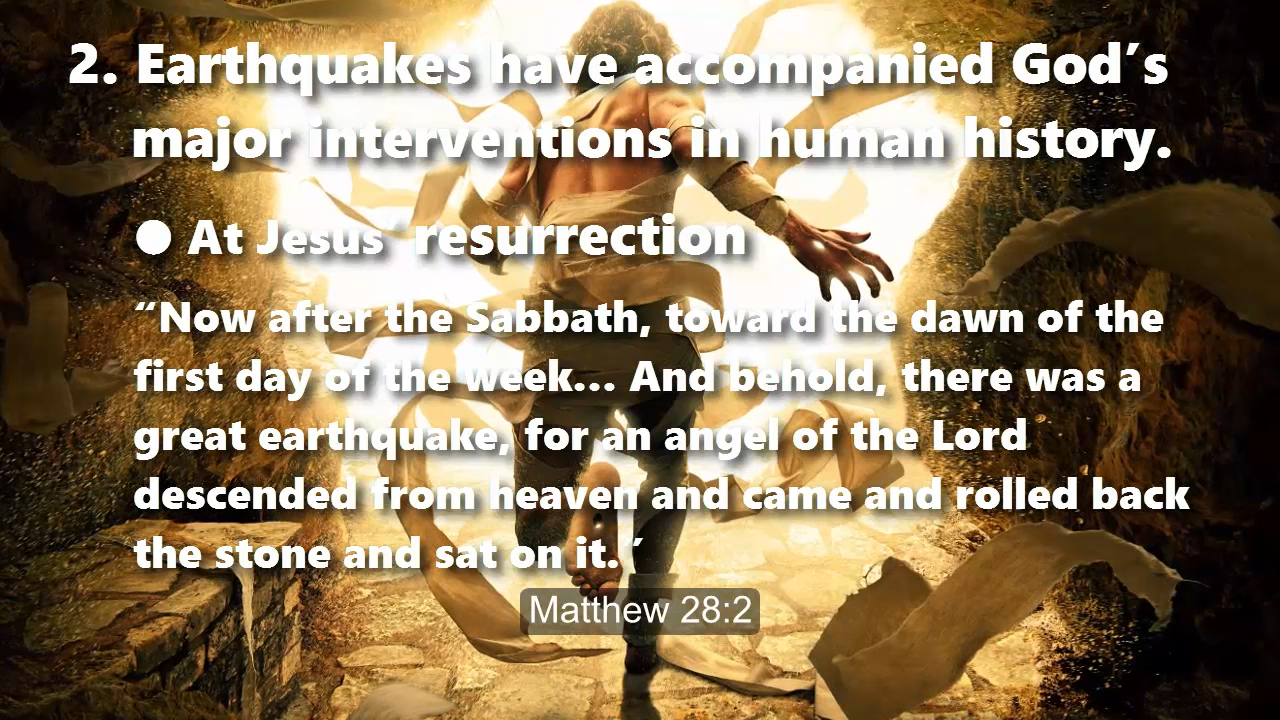 2. Earthquakes have accompanied God’s
major interventions in human history.
● At Jesus’ resurrection
“Now after the Sabbath, toward the dawn of the
first day of the week... And behold, there was a
great earthquake, for an angel of the Lord
descended from heaven and came and rolled back
the stone and sat on it.”
Matthew 28:2